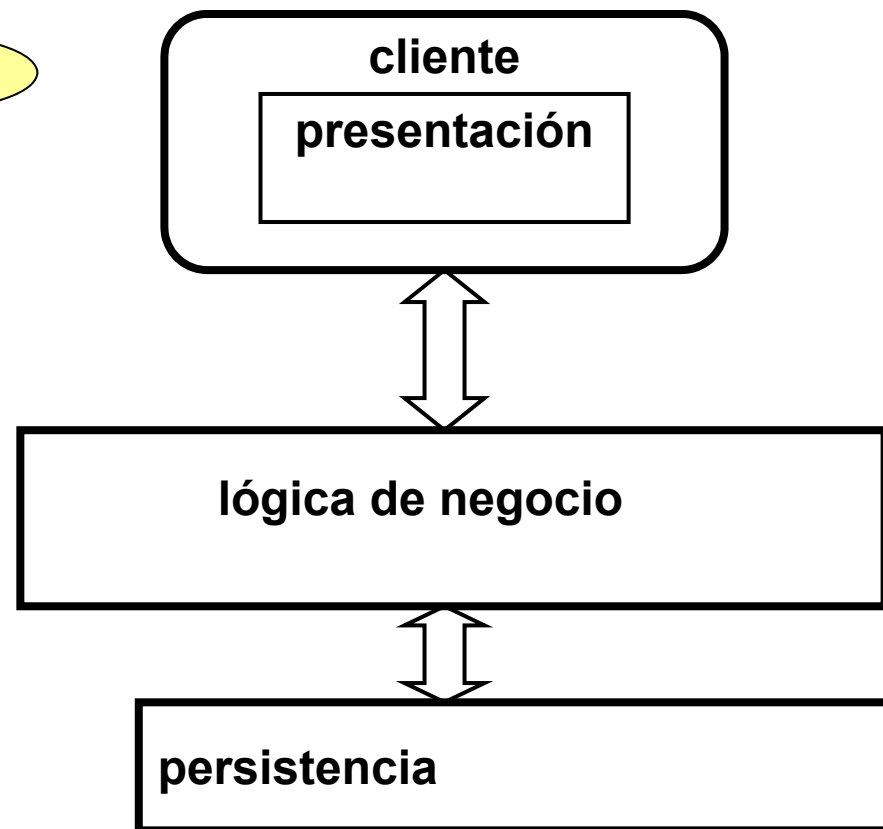 cliente
presentación
lógica de negocio
persistencia